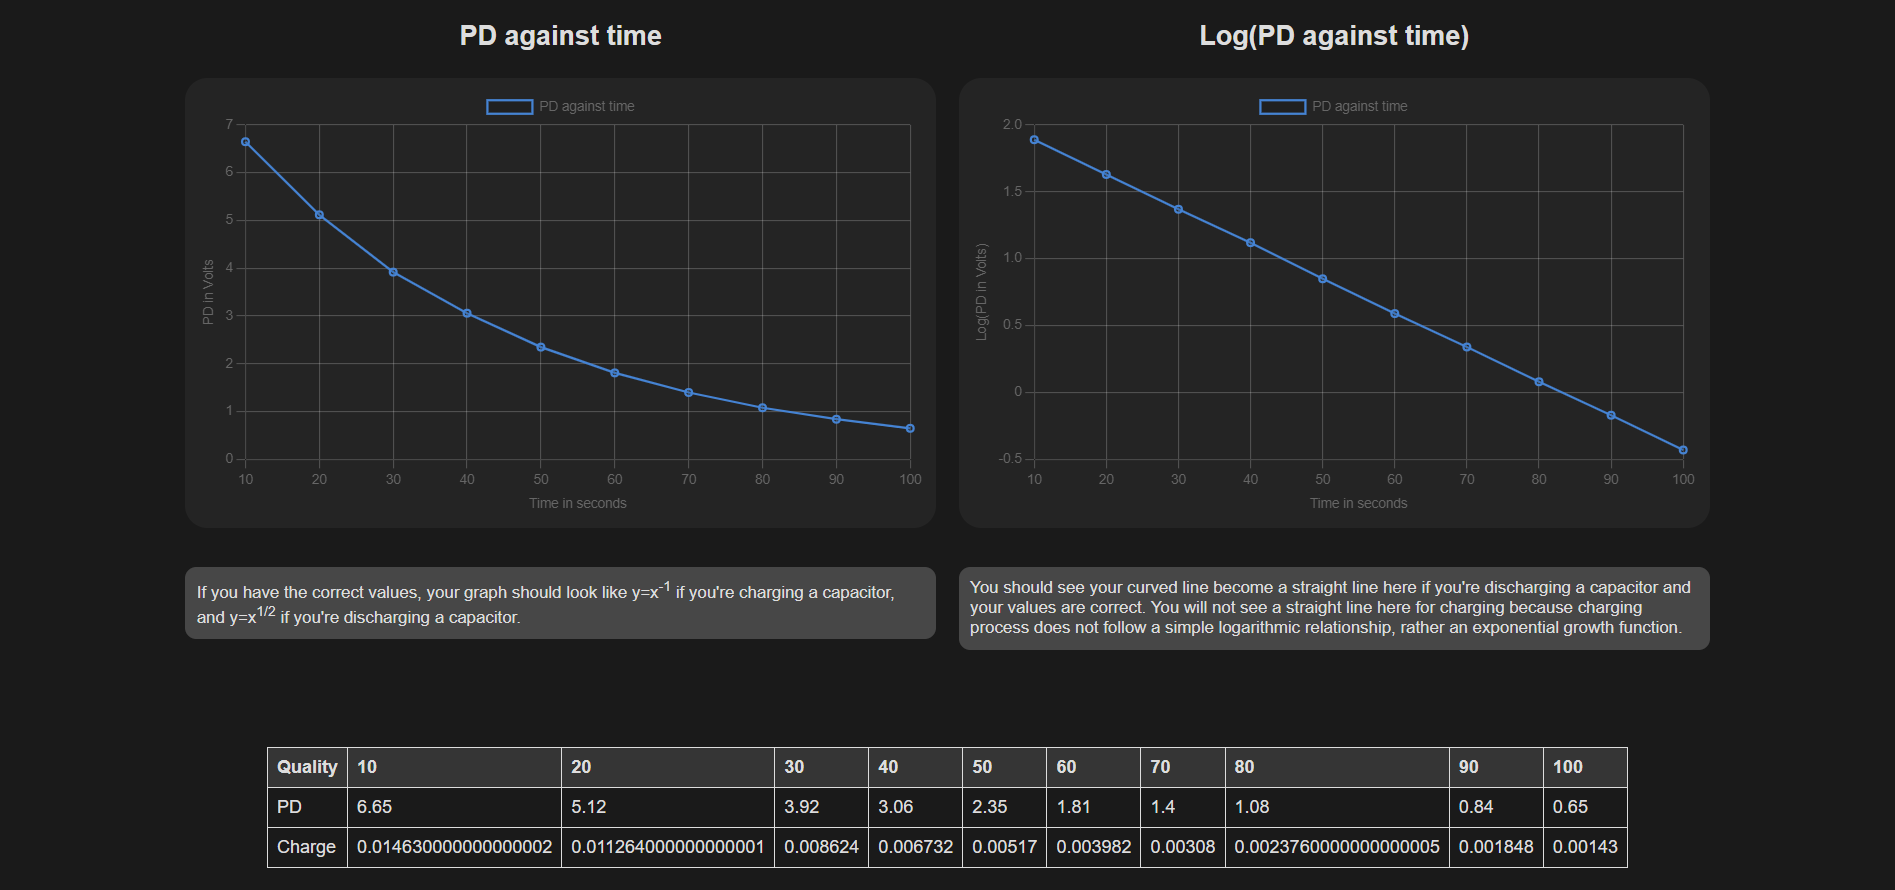 PD against time
Log(PD against time)
PD against time
7
6
5
4
3
2
1
0
PD in Volts
10 20 30 40 50 60 70 80 90 100
Time in seconds
PD against time
2.0
1.5
1.0
0.5
0
-0.5
Log(PD in Volts)
10 20 30 40 50 60 70 80 90 100
Time in seconds
If you have the correct values, your graph should look like y=x⁻¹ if you're charging a capacitor,
and y=x¹/² if you're discharging a capacitor.
You should see your curved line become a straight line here if you're discharging a capacitor and
your values are correct. You will not see a straight line here for charging because charging
process does not follow a simple logarithmic relationship, rather an exponential growth function.
Quality 10 20 30 40 50 60 70 80 90 100
PD 6.65 5.12 3.92 3.06 2.35 1.81 1.4 1.08 0.84 0.65
Charge 0.014630000000000002 0.011264000000000001 0.008624 0.006732 0.00517 0.003982 0.00308 0.0023760000000000005 0.001848 0.00143